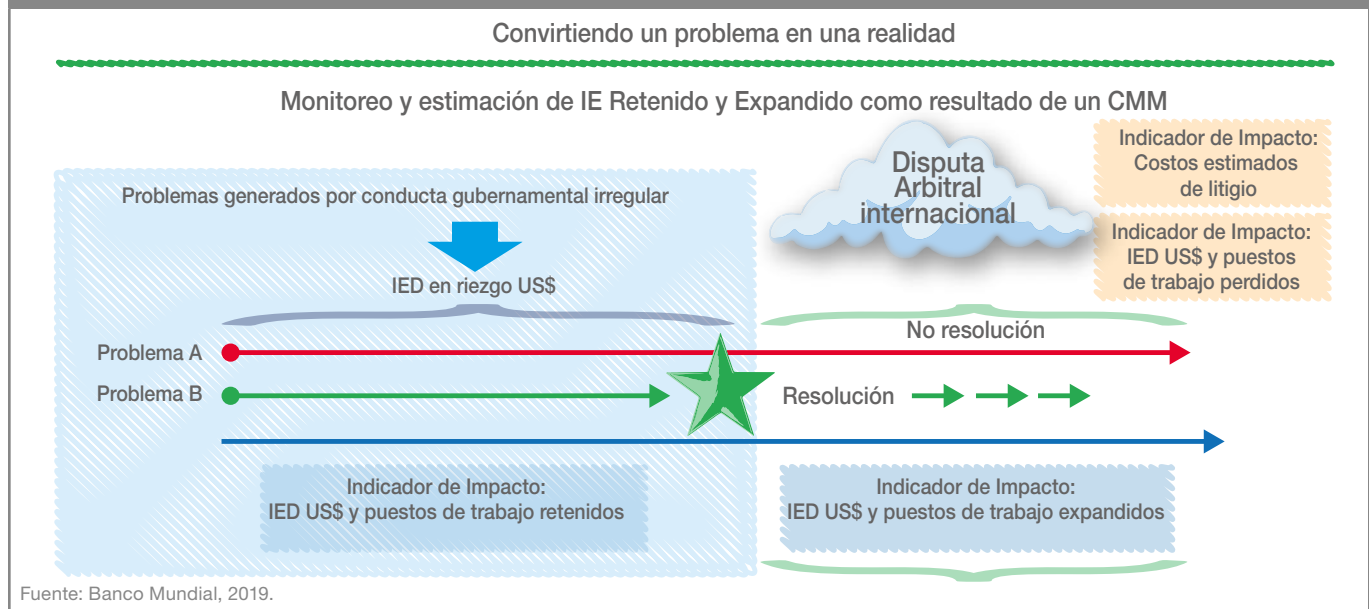 Convirtiendo un problema en una realidad
Monitoreo y estimación de IE Retenido y Expandido como resultado de un CMM
Problemas generados por conducta gubernamental irregular
IED en riezgo US$
Disputa
Arbitral
internacional
Indicador de Impacto:
Costos estimados
de litigio
Indicador de Impacto:
IED US$ y puestos
de trabajo perdidos
Problema A
No resolución
Problema B
Resolución
Indicador de Impacto:
IED US$ y puestos de trabajo retenidos
Indicador de Impacto:
IED US$ y puestos de trabajo expandidos
Fuente: Banco Mundial, 2019.